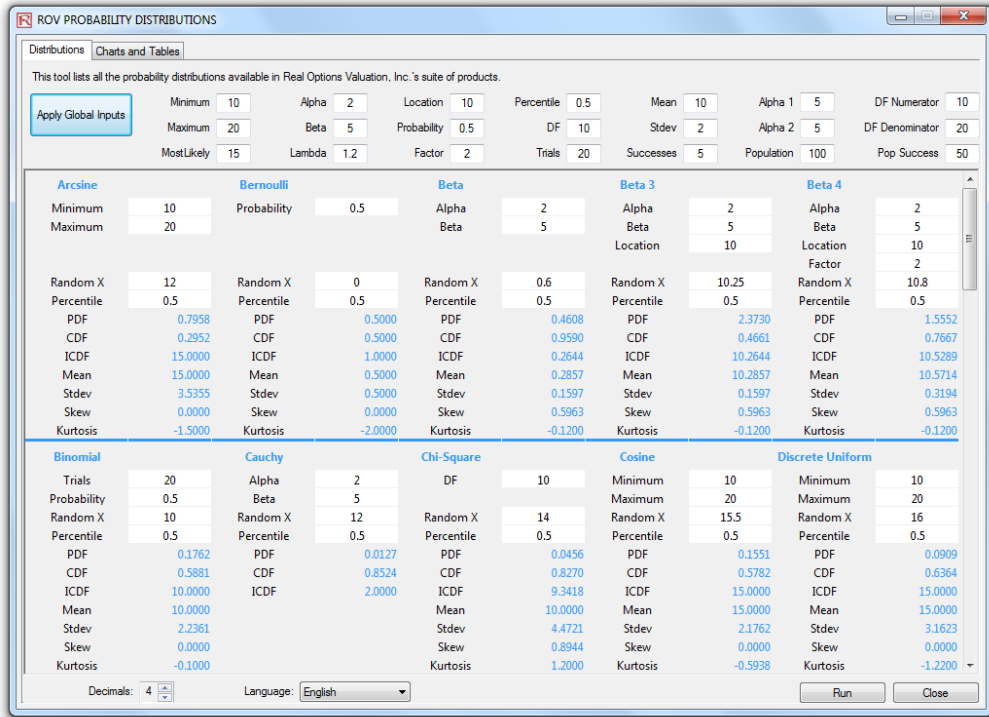 ROV PROBABILITY DISTRIBUTIONS
Distributions Charts and Tables
This tool lists all the probability distributions available in Real Options Valuation, Inc.'s suite of products.
Apply Global Inputs
Minimum 10 Alpha 2 Location 10 Percentile 0.5 Mean 10 Alpha 1 5 DF Numerator 10
Maximum 20 Beta 5 Probability 0.5 DF 10 Stdev 2 Alpha 2 5 DF Denominator 20
MostLikely 15 Lambda 1.2 Factor 2 Trials 20 Successes 5 Population 100 Pop Success 50
Arcsine Bernoulli Beta Beta 3 Beta 4
Minimum 10 Probability 0.5 Alpha 2 Alpha 2 Alpha 2
Maximum 20 Beta 5 Beta 5 Beta 5
Location 10 Location 10
Factor 2
Random X 12 Random X 0 Random X 0.6 Random X 10.25 Random X 10.8
Percentile 0.5 Percentile 0.5 Percentile 0.5 Percentile 0.5 Percentile 0.5
PDF 0.7958 PDF 0.5000 PDF 0.4608 PDF 2.3730 PDF 1.5552
CDF 0.2952 CDF 0.5000 CDF 0.9590 CDF 0.4661 CDF 0.7667
ICDF 15.0000 ICDF 1.0000 ICDF 0.2644 ICDF 10.2644 ICDF 10.5289
Mean 15.0000 Mean 0.5000 Mean 0.2857 Mean 10.2857 Mean 10.5714
Stdev 3.5355 Stdev 0.5000 Stdev 0.1597 Stdev 0.1597 Stdev 0.3194
Skew 0.0000 Skew 0.0000 Skew 0.5963 Skew 0.5963 Skew 0.5963
Kurtosis -1.5000 Kurtosis -2.0000 Kurtosis -0.1200 Kurtosis -0.1200 Kurtosis -0.1200
Binomial Cauchy Chi-Square Cosine Discrete Uniform
Trials 20 Alpha 2 DF 10 Minimum 10 Minimum 10
Probability 0.5 Beta 5 Maximum 20 Maximum 20
Random X 10 Random X 12 Random X 14 Random X 15.5 Random X 16
Percentile 0.5 Percentile 0.5 Percentile 0.5 Percentile 0.5 Percentile 0.5
PDF 0.1762 PDF 0.0127 PDF 0.0456 PDF 0.1551 PDF 0.0909
CDF 0.5881 CDF 0.8524 CDF 0.8270 CDF 0.5782 CDF 0.6364
ICDF 10.0000 ICDF 2.0000 ICDF 9.3418 ICDF 15.0000 ICDF 15.0000
Mean 10.0000 Mean 10.0000 Mean 15.0000 Mean 15.0000
Stdev 2.2361 Stdev 4.4721 Stdev 2.1762 Stdev 3.1623
Skew 0.0000 Skew 0.8944 Skew 0.0000 Skew 0.0000
Kurtosis -0.1000 Kurtosis 1.2000 Kurtosis -0.5938 Kurtosis -1.2200
Decimals: 4 Language: English Run Close